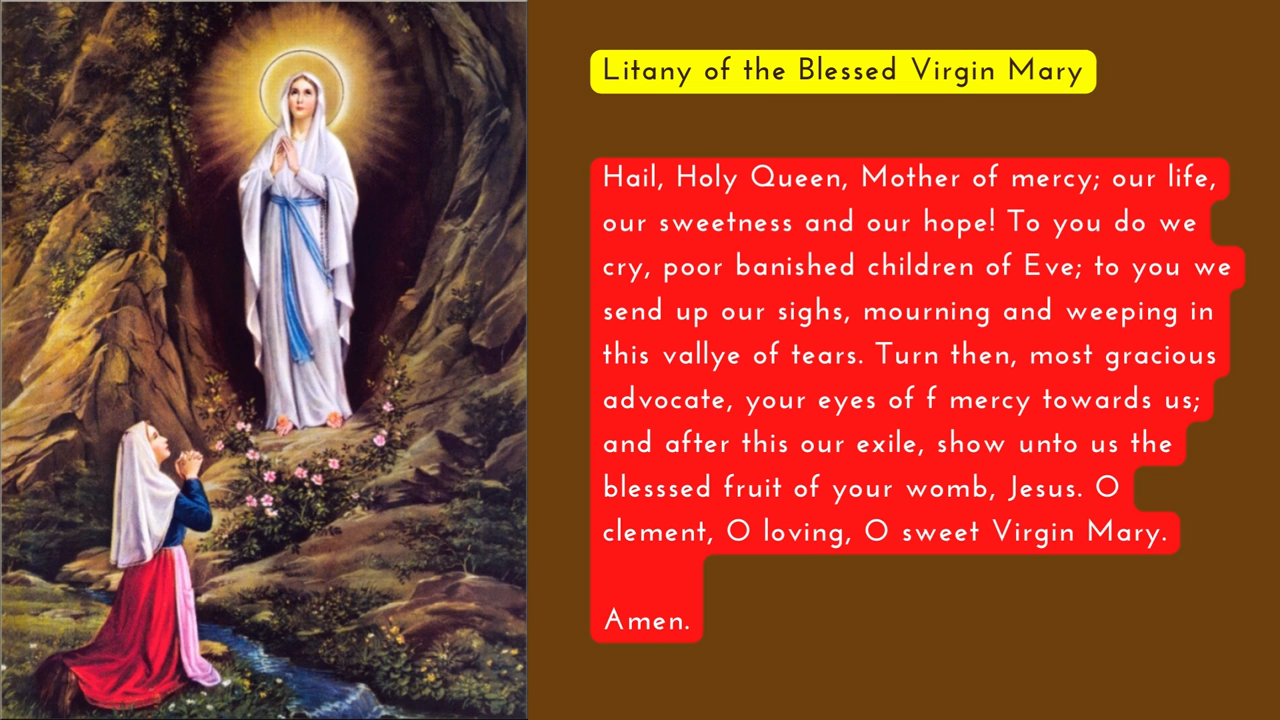 Litany of the Blessed Virgin Mary
Hail, Holy Queen, Mother of mercy; our life,
our sweetness and our hope! To you do we
cry, poor banished children of Eve; to you we
send up our sighs, mourning and weeping in
this vallye of tears. Turn then, most gracious
advocate, your eyes of f mercy towards us;
and after this our exile, show unto us the
blesssed fruit of your womb, Jesus. O
clement, O loving, O sweet Virgin Mary.
Amen.